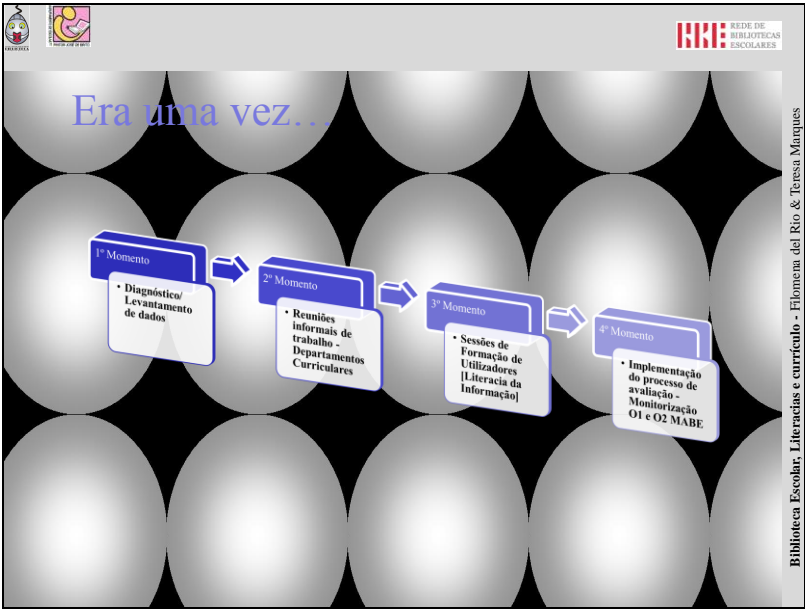 REDE DE
BIBLIOTECAS
ESCOLARES
Era uma vez…
1º Momento
• Diagnóstico/
Levantamento
de dados
2º Momento
• Reuniões
informais de
trabalho -
Departamentos
Curriculares
3º Momento
• Sessões de
Formação de
Utilizadores
[Literacia da
Informação]
4º Momento
• Implementação
do processo de
avaliação -
Monitorização
O1 e O2 MABE
Biblioteca Escolar, Literacias e currículo - Filomena del Rio & Teresa Marques